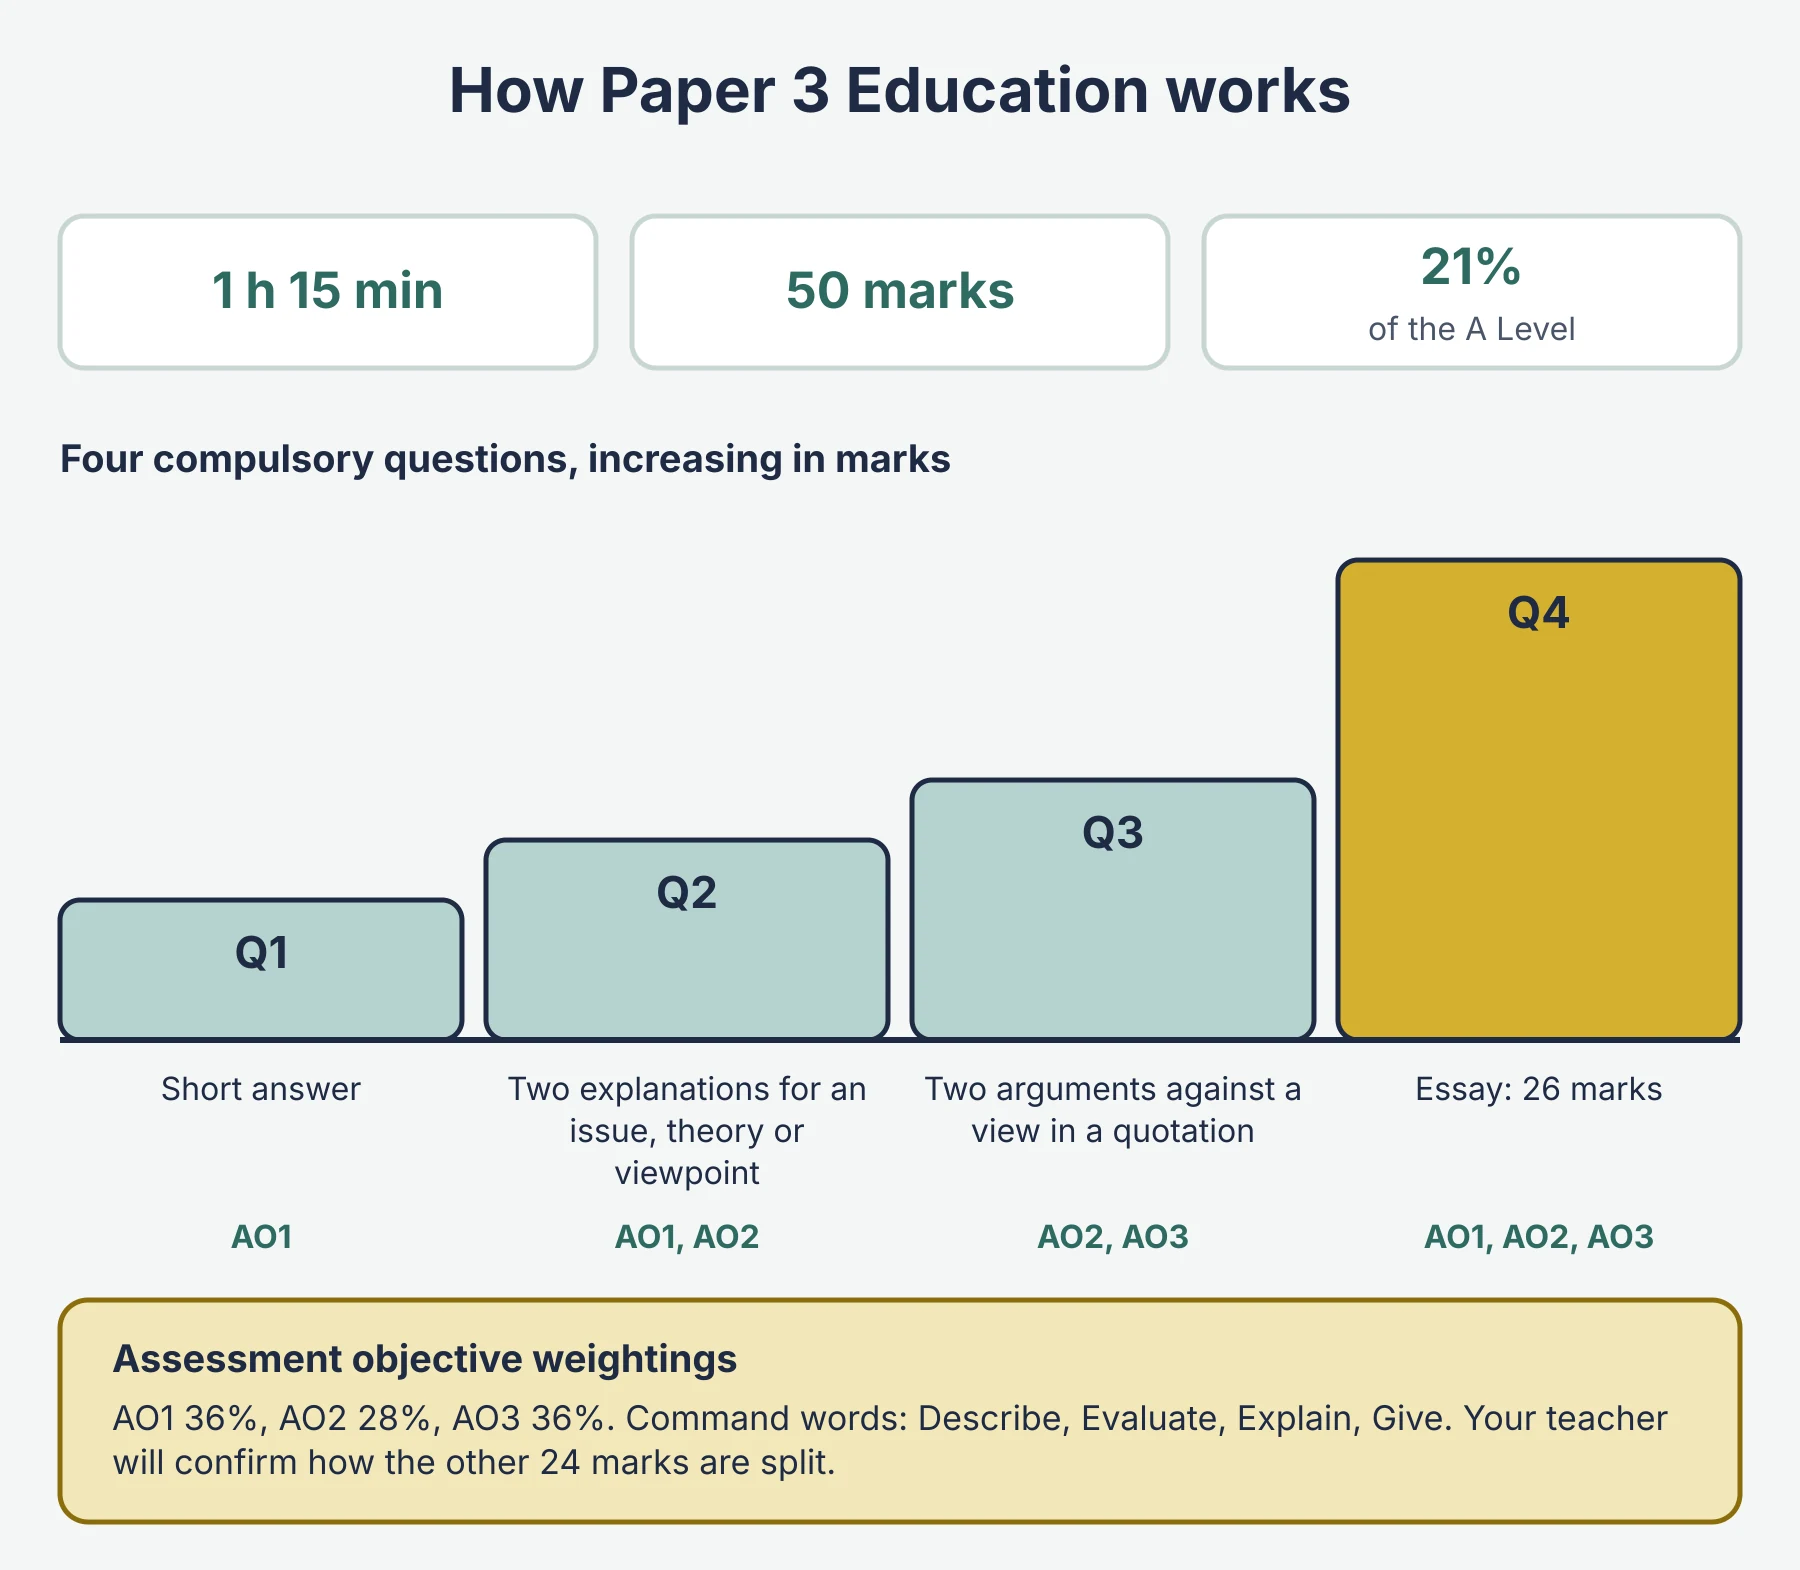 How Paper 3 Education works
1 h 15 min
50 marks
21%
of the A Level
Four compulsory questions, increasing in marks
Q1
Q2
Q3
Q4
Short answer
Two explanations for an
issue, theory or
viewpoint
Two arguments against a
view in a quotation
Essay: 26 marks
AO1
AO1, AO2
AO2, AO3
AO1, AO2, AO3
Assessment objective weightings
AO1 36%, AO2 28%, AO3 36%. Command words: Describe, Evaluate, Explain, Give. Your teacher
will confirm how the other 24 marks are split.